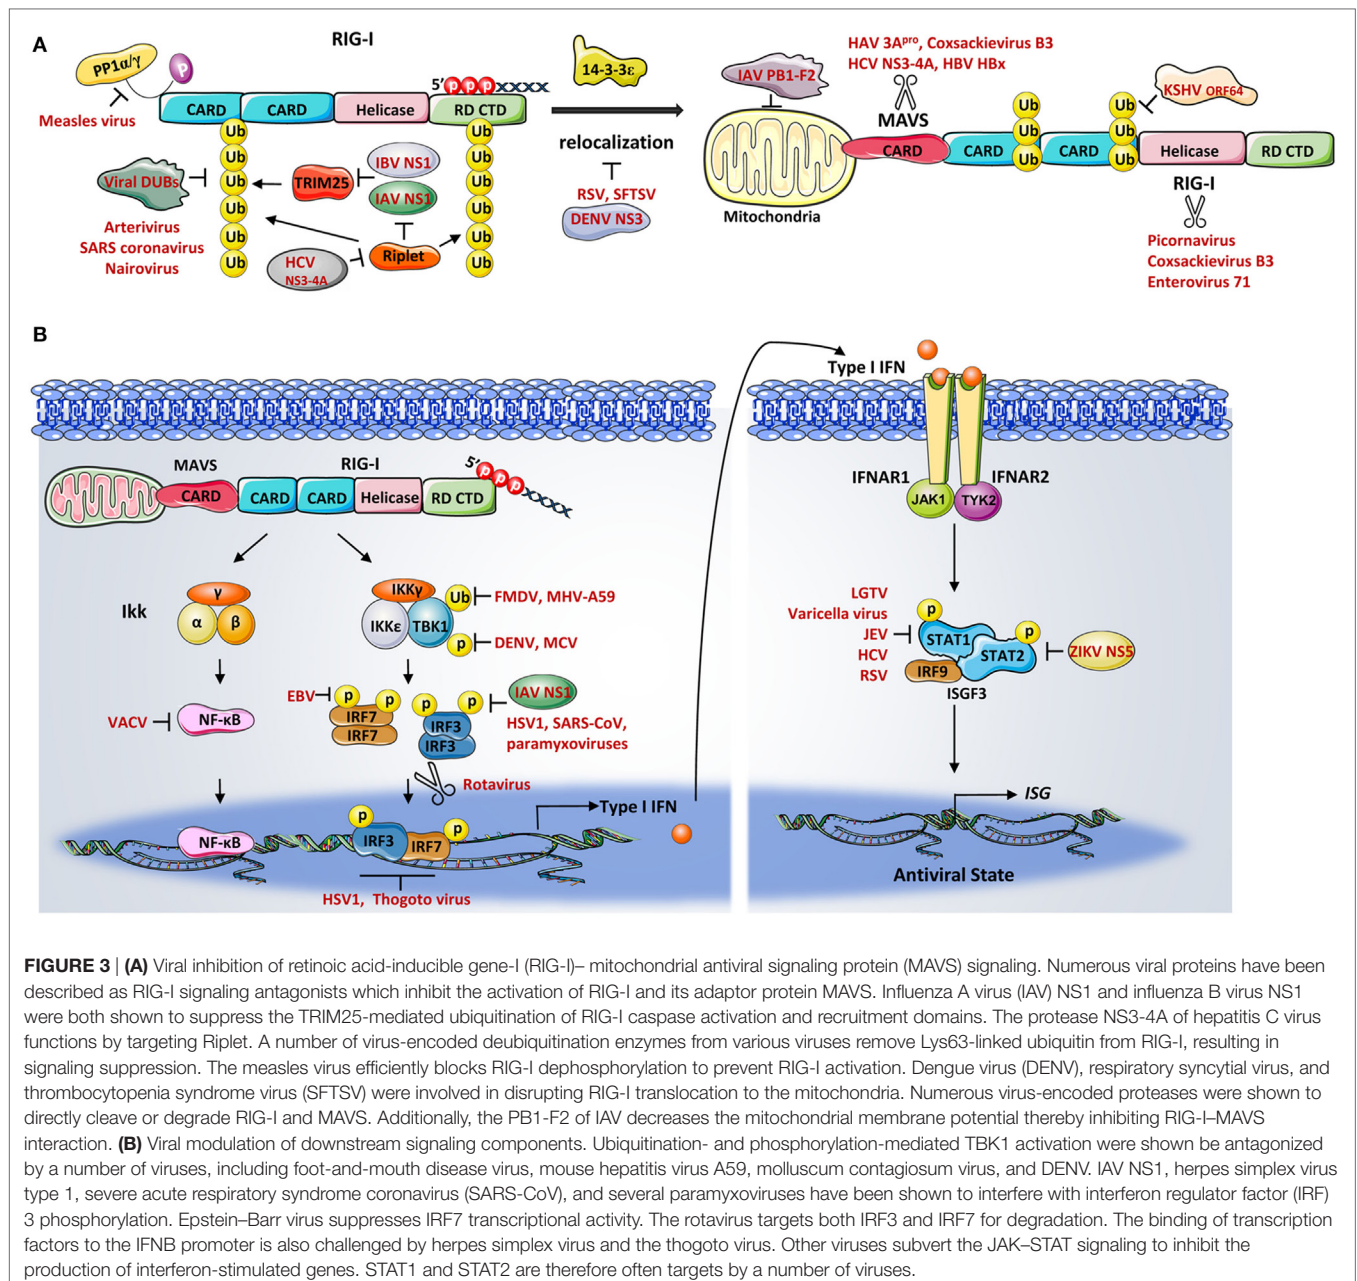 A
RIG-I
PP1α/γ
P
Measles virus
CARD
CARD
Helicase
RD CTD
5'
p p p xxxx
14-3-3ε
relocalization
RSV, SFTSV
DENV NS3
Ub
Ub
Ub
Ub
Ub
Ub
Ub
Ub
Ub
Ub
Ub
Ub
Viral DUBs
Arterivirus
SARS coronavirus
Nairovirus
TRIM25
IBV NS1
IAV NS1
Riplet
HCV
NS3-4A
IAV PB1-F2
Mitochondria
HAV 3Apro, Coxsackievirus B3
HCV NS3-4A, HBV HBx
MAVS
CARD
CARD
CARD
Helicase
RD CTD
Ub
Ub
Ub
Ub
Ub
Ub
KSHV ORF64
RIG-I
Picornavirus
Coxsackievirus B3
Enterovirus 71
B
MAVS
RIG-I
CARD
CARD
CARD
Helicase
RD CTD
5'
p p p xxxx
Ikk
γ
α
β
IKKγ
IKKε
TBK1
Ub
FMDV, MHV-A59
p
DENV, MCV
VACV
NF-κB
EBV
p
p
IRF7
IRF7
p
p
IRF3
IRF3
IAV NS1
HSV1, SARS-CoV,
paramyxoviruses
Rotavirus
NF-κB
p
IRF3
p
IRF7
Type I IFN
HSV1, Thogoto virus
Type I IFN
IFNAR1
IFNAR2
JAK1
TYK2
LGTV
Varicella virus
JEV
HCV
RSV
p
STAT1
p
STAT2
IRF9
ISGF3
ZIKV NS5
ISG
Antiviral State
FIGURE 3 | (A) Viral inhibition of retinoic acid-inducible gene-I (RIG-I)– mitochondrial antiviral signaling protein (MAVS) signaling. Numerous viral proteins have been
described as RIG-I signaling antagonists which inhibit the activation of RIG-I and its adaptor protein MAVS. Influenza A virus (IAV) NS1 and influenza B virus NS1
were both shown to suppress the TRIM25-mediated ubiquitination of RIG-I caspase activation and recruitment domains. The protease NS3-4A of hepatitis C virus
functions by targeting Riplet. A number of virus-encoded deubiquitination enzymes from various viruses remove Lys63-linked ubiquitin from RIG-I, resulting in
signaling suppression. The measles virus efficiently blocks RIG-I dephosphorylation to prevent RIG-I activation. Dengue virus (DENV), respiratory syncytial virus, and
thrombocytopenia syndrome virus (SFTSV) were involved in disrupting RIG-I translocation to the mitochondria. Numerous virus-encoded proteases were shown to
directly cleave or degrade RIG-I and MAVS. Additionally, the PB1-F2 of IAV decreases the mitochondrial membrane potential thereby inhibiting RIG-I–MAVS
interaction. (B) Viral modulation of downstream signaling components. Ubiquitination- and phosphorylation-mediated TBK1 activation were shown be antagonized
by a number of viruses, including foot-and-mouth disease virus, mouse hepatitis virus A59, molluscum contagiosum virus, and DENV. IAV NS1, herpes simplex virus
type 1, severe acute respiratory syndrome coronavirus (SARS-CoV), and several paramyxoviruses have been shown to interfere with interferon regulator factor (IRF)
3 phosphorylation. Epstein–Barr virus suppresses IRF7 transcriptional activity. The rotavirus targets both IRF3 and IRF7 for degradation. The binding of transcription
factors to the IFNB promoter is also challenged by herpes simplex virus and the thogoto virus. Other viruses subvert the JAK–STAT signaling to inhibit the
production of interferon-stimulated genes. STAT1 and STAT2 are therefore often targets by a number of viruses.